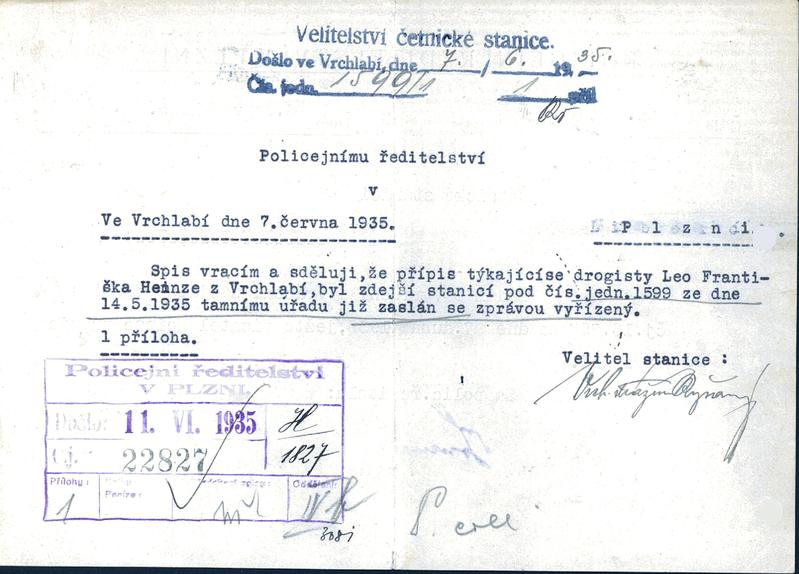 Velitelství četnické stanice.
Došlo ve Vrchlabí, dne 7. / 6. 1935.
Čís. jedn. 1599/1 1 příl
Policejnímu ředitelství
v
Ve Vrchlabí dne 7.června 1935.
P l z n i .
Spis vracím a sděluji,že přípis týkajícíse drogisty Leo Franti-
ška Heinze z Vrchlabí,byl zdejší stanicí pod čís.jedn.1599 ze dne
14.5.1935 tamnímu úřadu již zaslán se zprávou vyřízený.
1 příloha.
Velitel stanice :
Policejní ředitelství
V PLZNI.
Došlo: 11. VI. 1935
H
1827
Čj. 22827
Přílohy: Peníze: Oddělení:
1